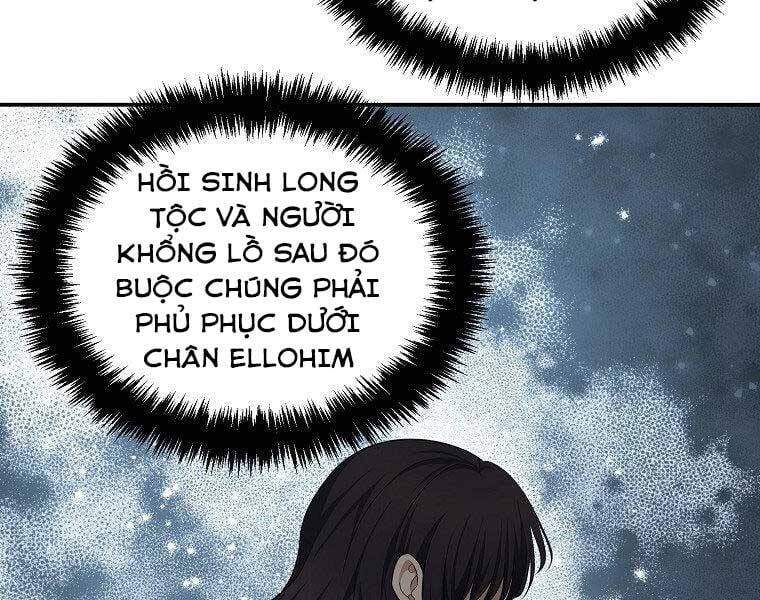 HỒI SINH LONG
TỘC VÀ NGƯỜI
KHỔNG LỒ SAU ĐÓ
BUỘC CHÚNG PHẢI
PHỦ PHỤC DƯỚI
CHÂN ELLOHIM